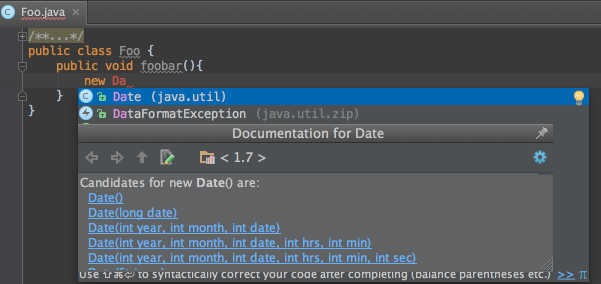 Foo.java
/**...*/
public class Foo {
public void foobar(){
new Da
}
}
Date (java.util)
DataFormatException (java.util.zip)
Documentation for Date
< 1.7 >
Candidates for new Date() are:
Date()
Date(long date)
Date(int year, int month, int date)
Date(int year, int month, int date, int hrs, int min)
Date(int year, int month, int date, int hrs, int min, int sec)
Use ⇧⌘⏎ to syntactically correct your code after completing (balance parentheses etc.) >> π